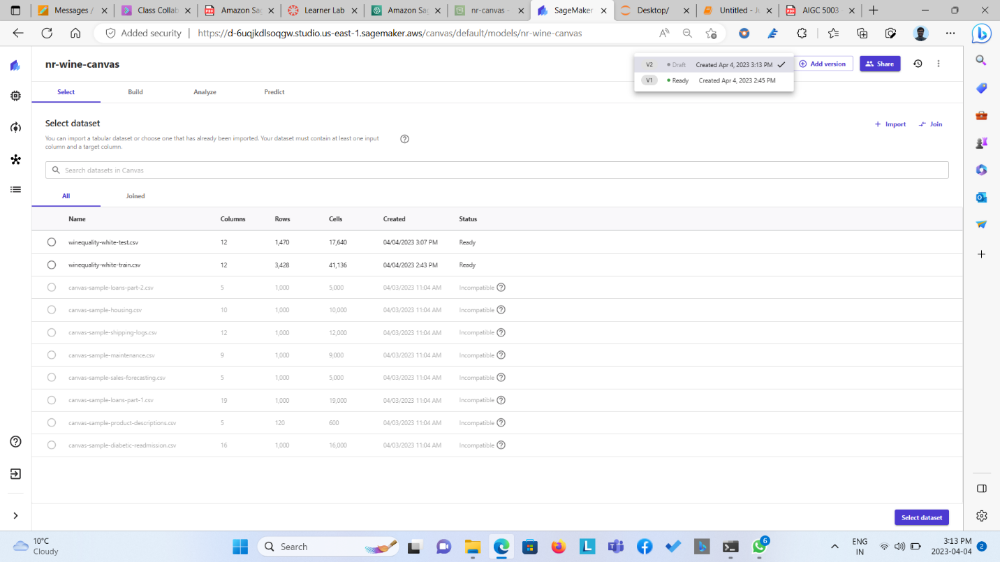 Messages /
Class Collab
Amazon Sag
Learner Lab
Amazon Sag
nr-canvas -
SageMaker
Desktop/
Untitled - Ju
AIGC 5003 -
Added security
https://d-6uqjkdlsoqgw.studio.us-east-1.sagemaker.aws/canvas/default/models/nr-wine-canvas
nr-wine-canvas
V2 Draft Created Apr 4, 2023 3:13 PM
V1 Ready Created Apr 4, 2023 2:45 PM
Add version
Share
Select Build Analyze Predict
Select dataset
Import Join
You can import a tabular dataset or choose one that has already been imported. Your dataset must contain at least one input
column and a target column.
Search datasets in Canvas
All Joined
Name Columns Rows Cells Created Status
winequality-white-test.csv 12 1,470 17,640 04/04/2023 3:07 PM Ready
winequality-white-train.csv 12 3,428 41,136 04/04/2023 2:43 PM Ready
canvas-sample-loans-part-2.csv 5 1,000 5,000 04/03/2023 11:04 AM Incompatible
canvas-sample-housing.csv 10 1,000 10,000 04/03/2023 11:04 AM Incompatible
canvas-sample-shipping-logs.csv 12 1,000 12,000 04/03/2023 11:04 AM Incompatible
canvas-sample-maintenance.csv 9 1,000 9,000 04/03/2023 11:04 AM Incompatible
canvas-sample-sales-forecasting.csv 5 1,000 5,000 04/03/2023 11:04 AM Incompatible
canvas-sample-loans-part-1.csv 19 1,000 19,000 04/03/2023 11:04 AM Incompatible
canvas-sample-product-descriptions.csv 5 120 600 04/03/2023 11:04 AM Incompatible
canvas-sample-diabetic-readmission.csv 16 1,000 16,000 04/03/2023 11:04 AM Incompatible
Select dataset
10°C
Cloudy
Search
6
ENG
IN
3:13 PM
2023-04-04
2